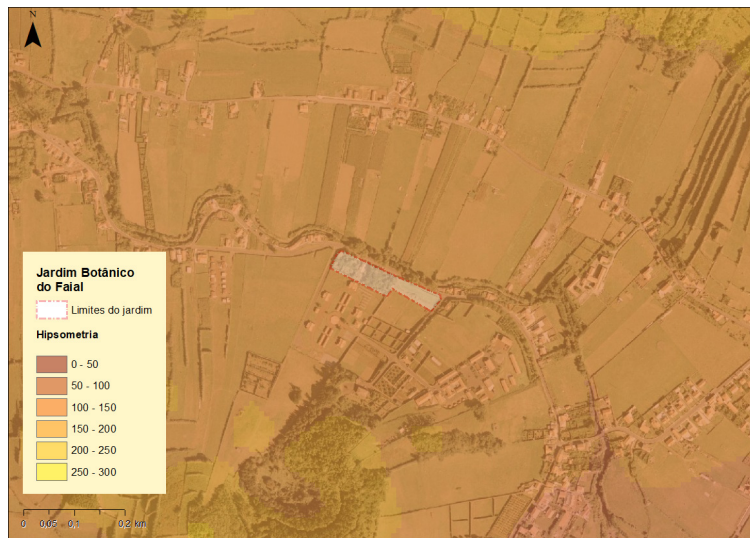 N
Jardim Botânico
do Faial
Limites do jardim
Hipsometria
0 - 50
50 - 100
100 - 150
150 - 200
200 - 250
250 - 300
0 0,05 0,1 0,2 km